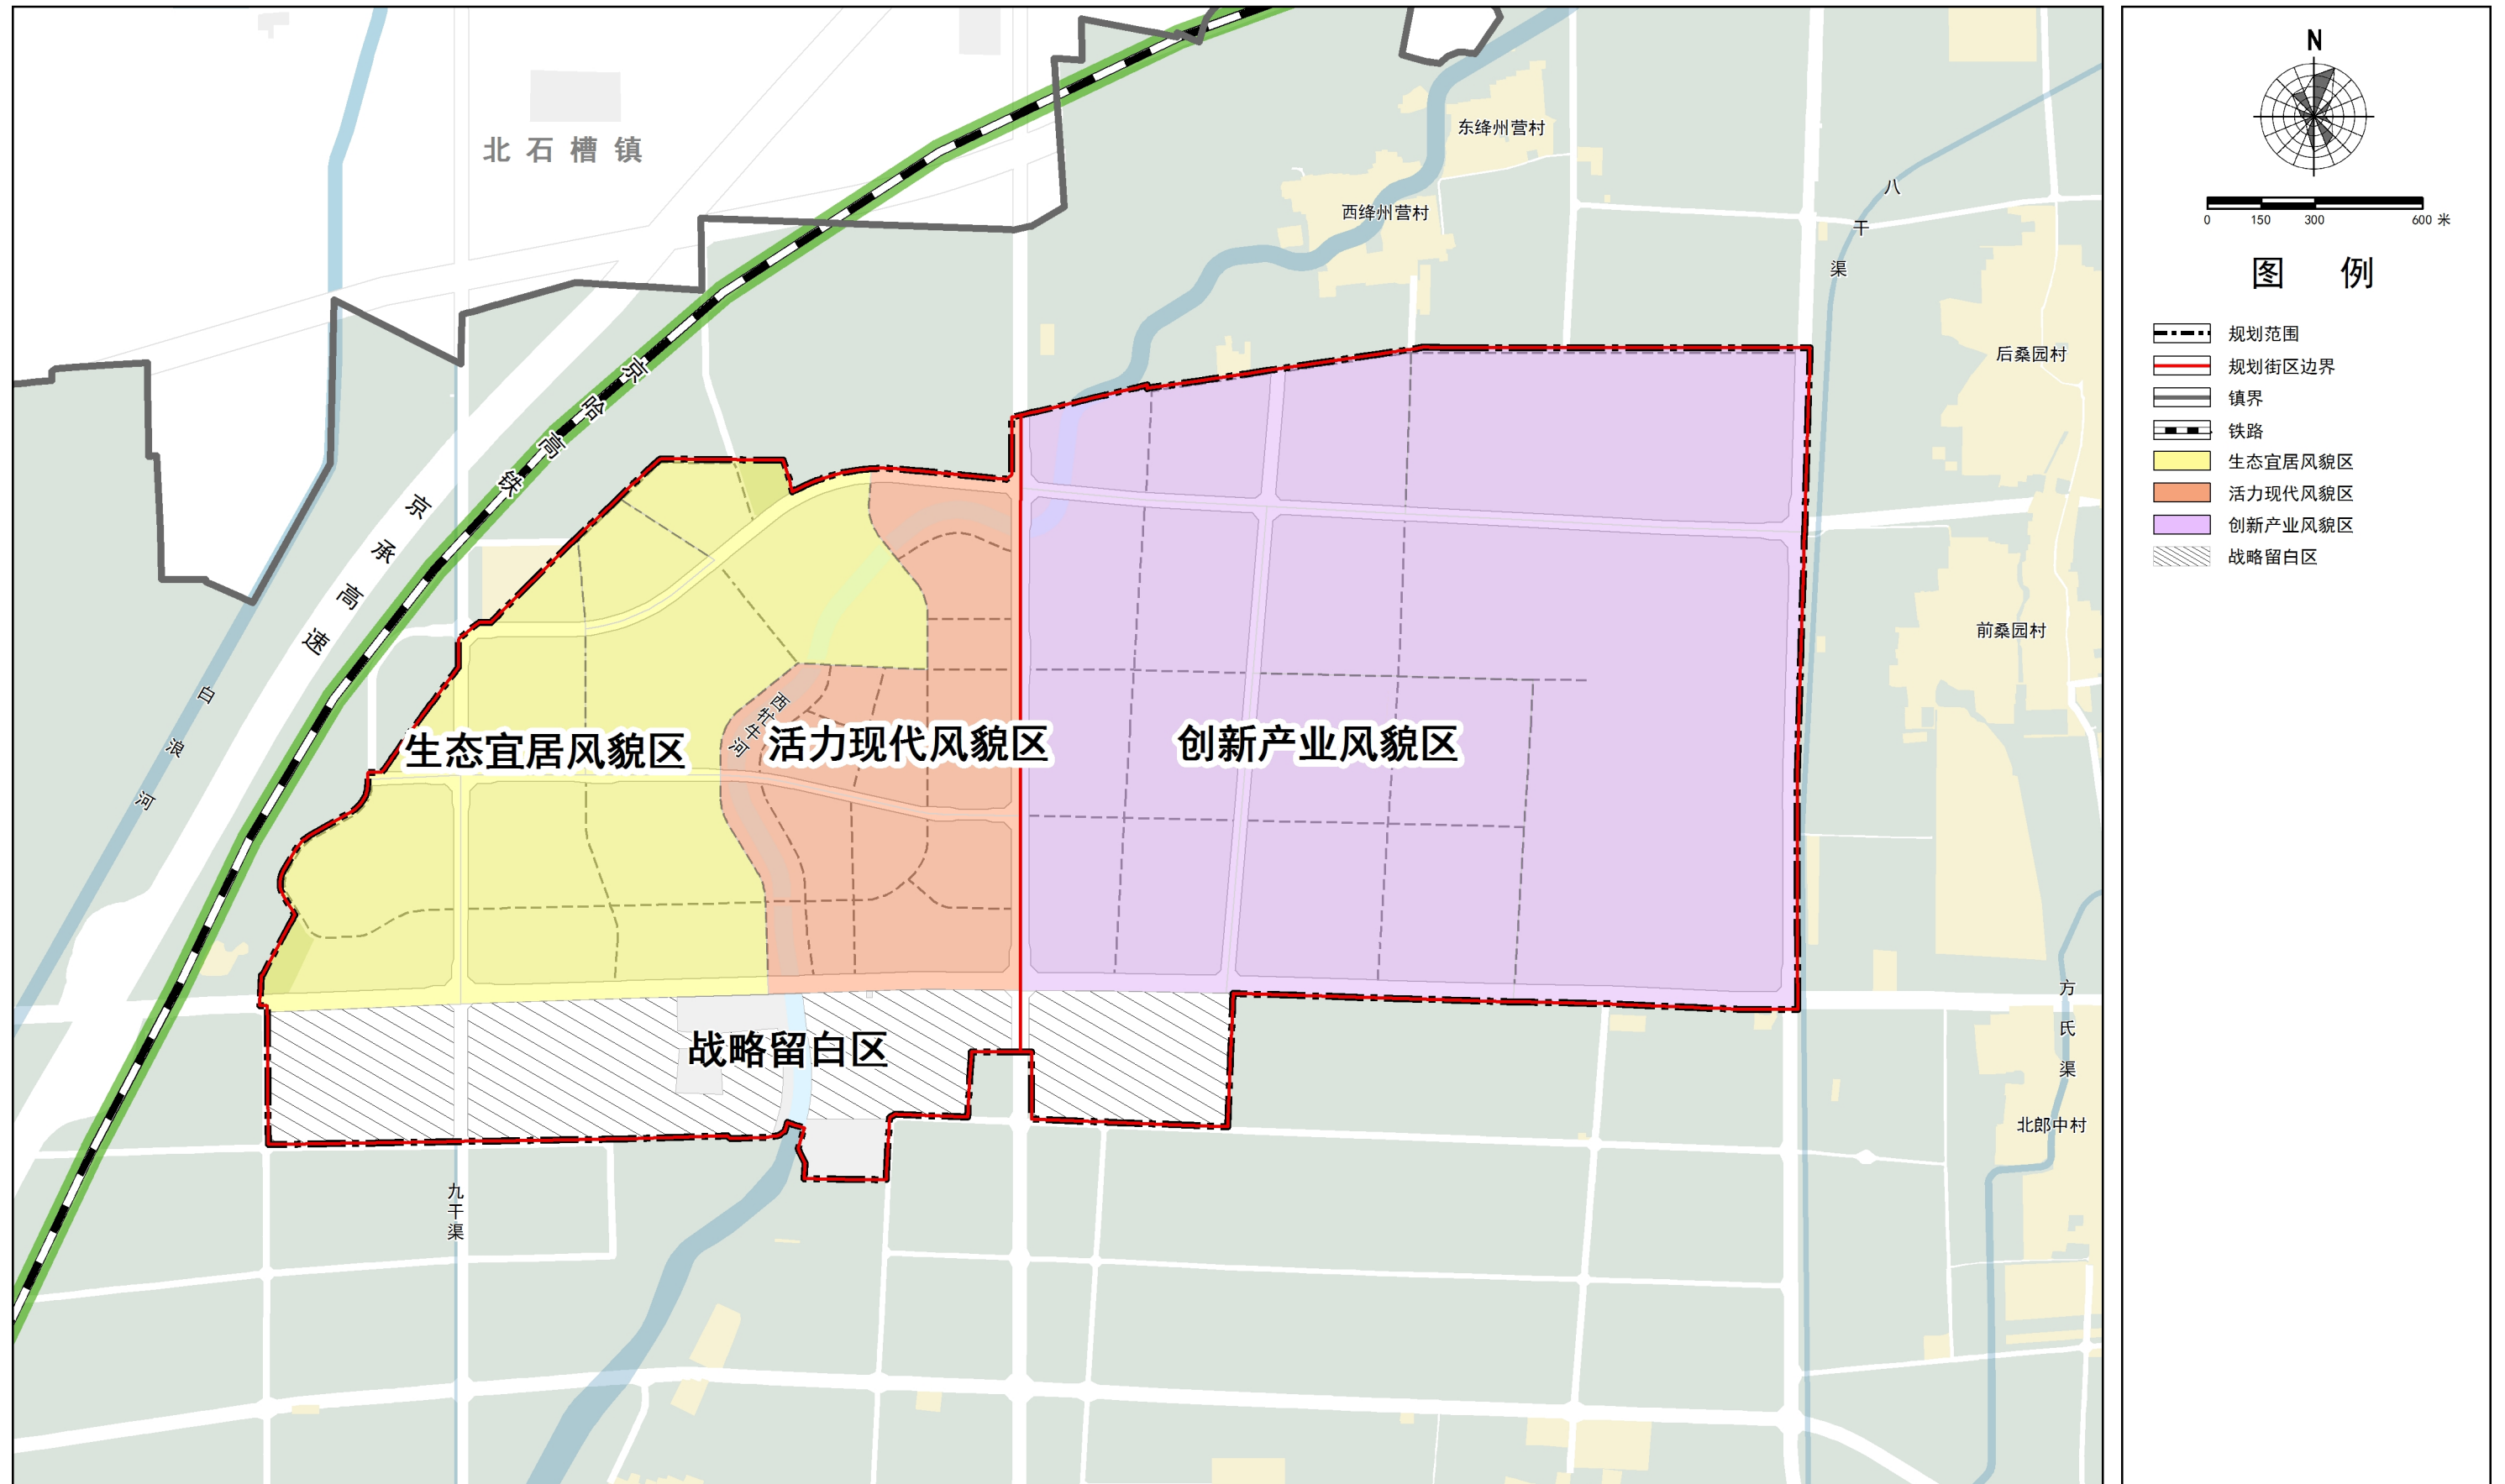 北石槽镇
东绛州营村
西绛州营村
八干渠
后桑园村
前桑园村
京哈高铁
京承高速
白浪河
西牤牛河
生态宜居风貌区
活力现代风貌区
创新产业风貌区
战略留白区
方氏渠
北郎中村
九干渠
N
0 150 300 600 米
图 例
规划范围
规划街区边界
镇界
铁路
生态宜居风貌区
活力现代风貌区
创新产业风貌区
战略留白区